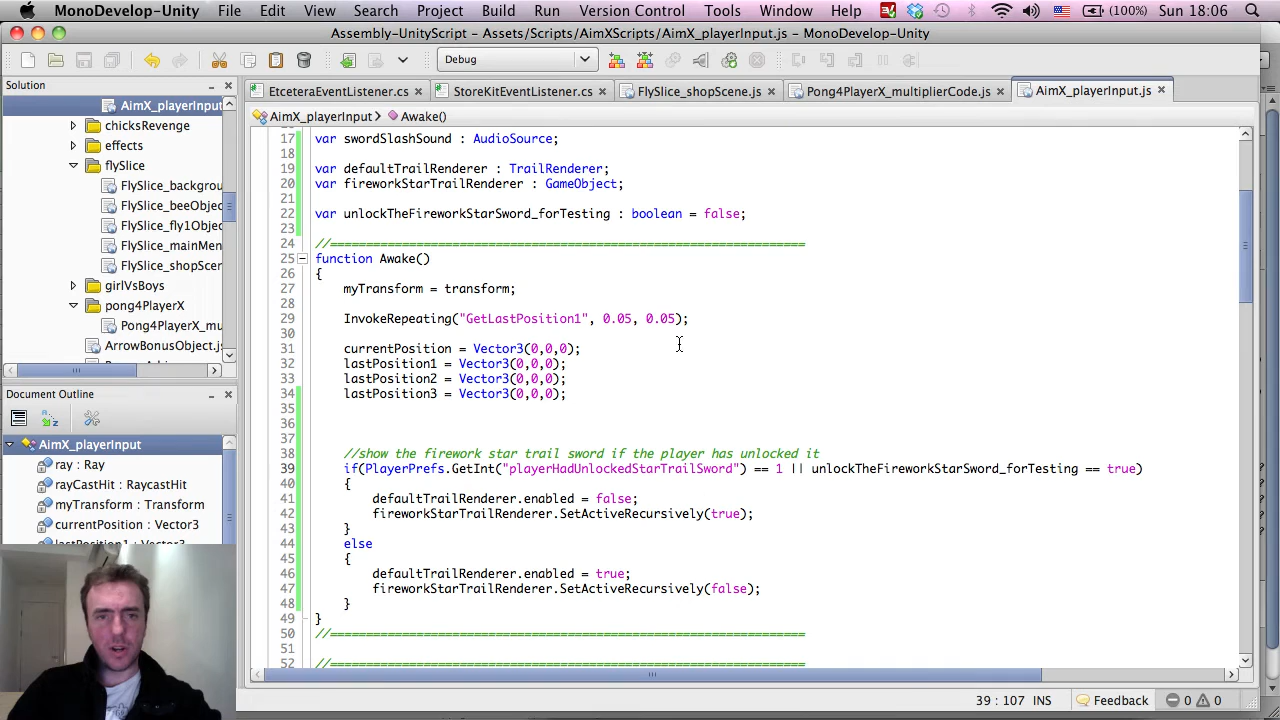 MonoDevelop-Unity File Edit View Search Project Build Run Version Control Tools Window Help (100%) Sun 18:06
Assembly-UnityScript - Assets/Scripts/AimXScripts/AimX_playerInput.js - MonoDevelop-Unity
Debug
Solution
EtceteraEventListener.cs StoreKitEventListener.cs FlySlice_shopScene.js Pong4PlayerX_multiplierCode.js AimX_playerInput.js
AimX_playerInput Awake()
AimX_playerInput
chicksRevenge
effects
flySlice
FlySlice_backgrou
FlySlice_beeObjec
FlySlice_fly1Objec
FlySlice_mainMen
FlySlice_shopScer
girlVsBoys
pong4PlayerX
Pong4PlayerX_mu
ArrowBonusObject.js
Document Outline
AimX_playerInput
ray : Ray
rayCastHit : RaycastHit
myTransform : Transform
currentPosition : Vector3
lastPosition1 : Vector3
17 var swordSlashSound : AudioSource;
18
19 var defaultTrailRenderer : TrailRenderer;
20 var fireworkStarTrailRenderer : GameObject;
21
22 var unlockTheFireworkStarSword_forTesting : boolean = false;
23
24 //==================================================================
25 function Awake()
26 {
27 myTransform = transform;
28
29 InvokeRepeating("GetLastPosition1", 0.05, 0.05);
30
31 currentPosition = Vector3(0,0,0);
32 lastPosition1 = Vector3(0,0,0);
33 lastPosition2 = Vector3(0,0,0);
34 lastPosition3 = Vector3(0,0,0);
35
36
37
38 //show the firework star trail sword if the player has unlocked it
39 if(PlayerPrefs.GetInt("playerHadUnlockedStarTrailSword") == 1 || unlockTheFireworkStarSword_forTesting == true)
40 {
41 defaultTrailRenderer.enabled = false;
42 fireworkStarTrailRenderer.SetActiveRecursively(true);
43 }
44 else
45 {
46 defaultTrailRenderer.enabled = true;
47 fireworkStarTrailRenderer.SetActiveRecursively(false);
48 }
49 }
50 //==================================================================
51
52 //==================================================================
39 : 107 INS Feedback 0 0